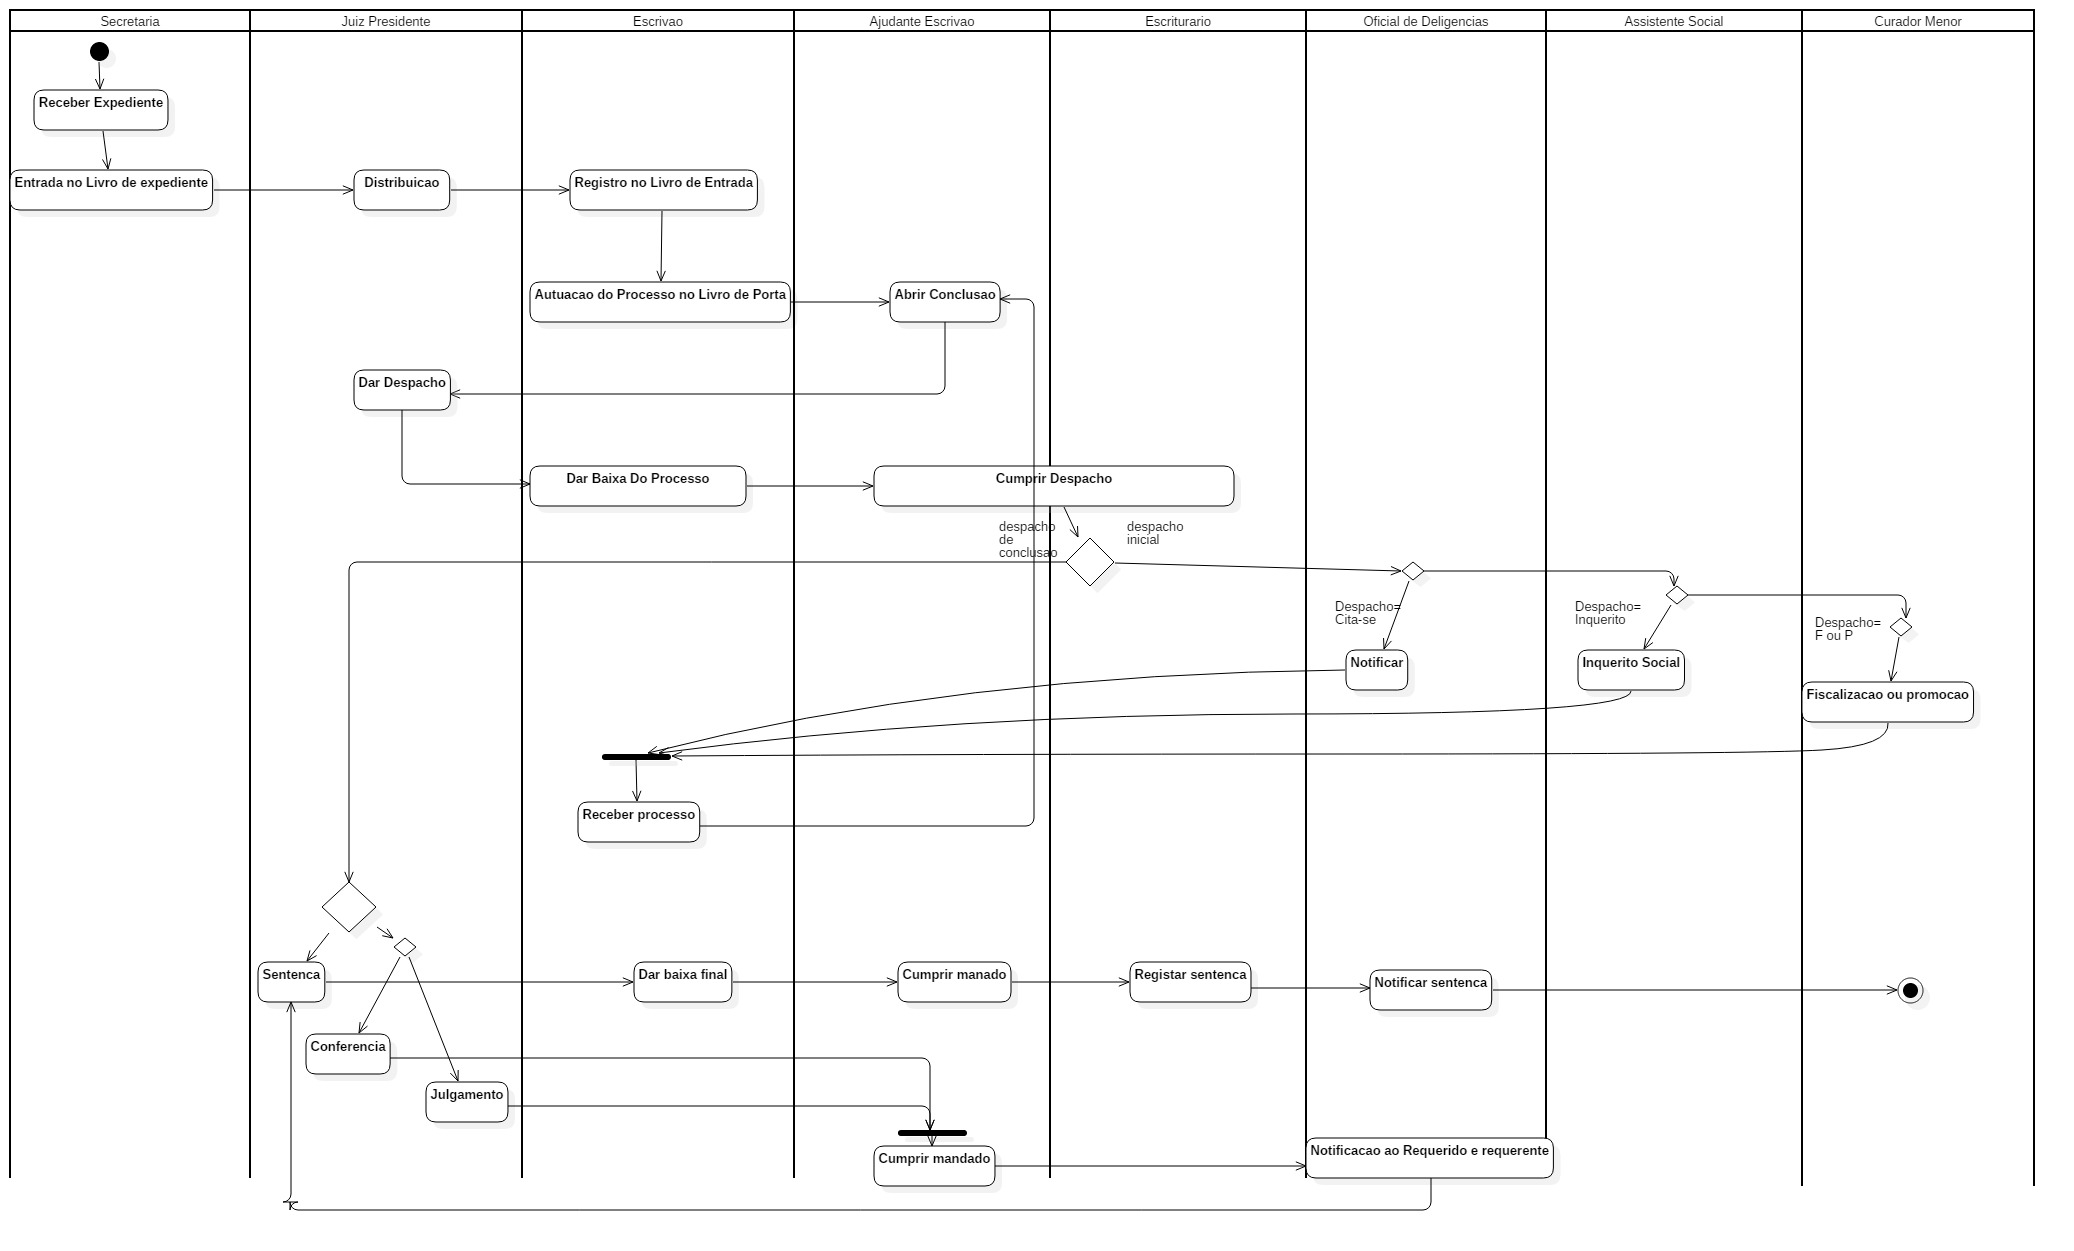 Secretaria
Juiz Presidente
Escrivao
Ajudante Escrivao
Escriturario
Oficial de Deligencias
Assistente Social
Curador Menor
Receber Expediente
Entrada no Livro de expediente
Distribuicao
Registro no Livro de Entrada
Autuacao do Processo no Livro de Porta
Abrir Conclusao
Dar Despacho
Dar Baixa Do Processo
Cumprir Despacho
despacho
de
conclusao
despacho
inicial
Despacho=
Cita-se
Despacho=
Inquerito
Despacho=
F ou P
Notificar
Inquerito Social
Fiscalizacao ou promocao
Receber processo
Sentenca
Dar baixa final
Cumprir manado
Registar sentenca
Notificar sentenca
Conferencia
Julgamento
Cumprir mandado
Notificacao ao Requerido e requerente